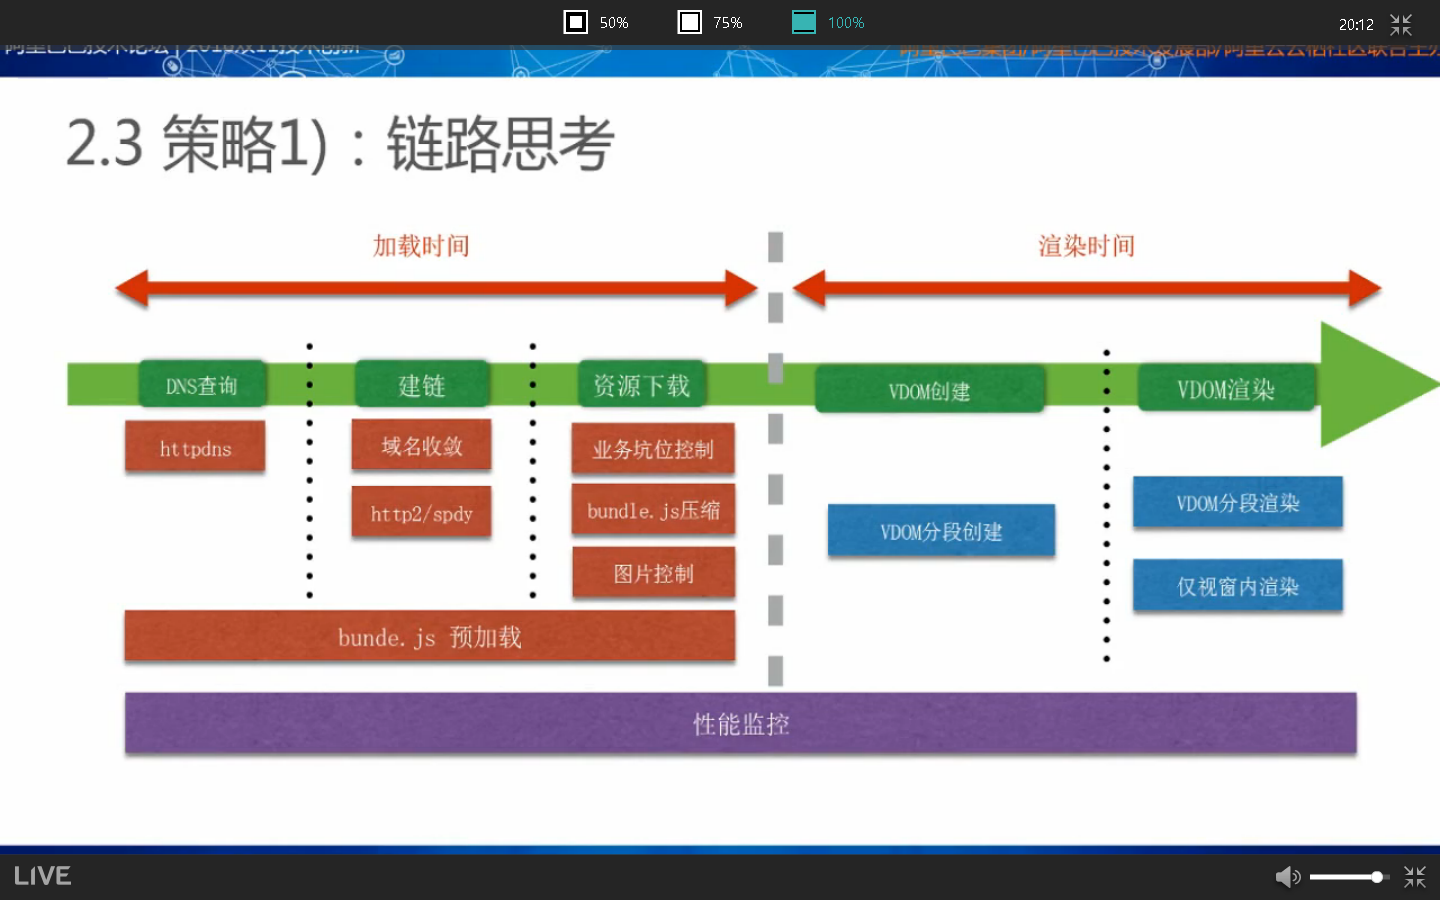 50%
75%
100%
20:12
2.3 策略1)：链路思考
加载时间
渲染时间
DNS查询
建链
资源下载
VDOM创建
VDOM渲染
httpdns
域名收敛
业务坑位控制
http2/spdy
bundle.js压缩
图片控制
VDOM分段创建
VDOM分段渲染
仅视窗内渲染
bunde.js 预加载
性能监控
LIVE